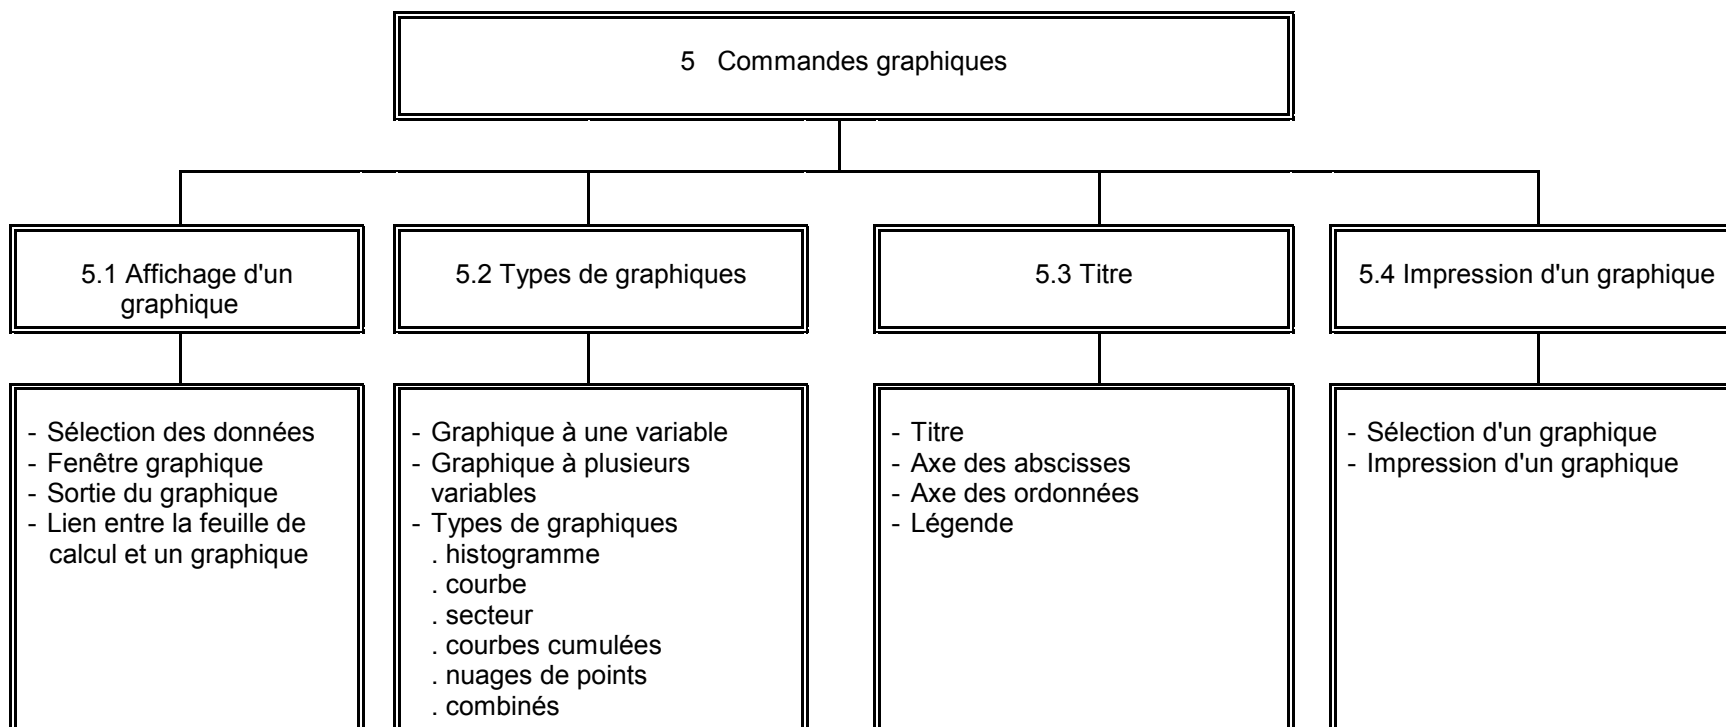 5 Commandes graphiques
5.1 Affichage d'un
graphique
5.2 Types de graphiques
5.3 Titre
5.4 Impression d'un graphique
- Sélection des données
- Fenêtre graphique
- Sortie du graphique
- Lien entre la feuille de
calcul et un graphique
- Graphique à une variable
- Graphique à plusieurs
variables
- Types de graphiques
. histogramme
. courbe
. secteur
. courbes cumulées
. nuages de points
. combinés
- Titre
- Axe des abscisses
- Axe des ordonnées
- Légende
- Sélection d'un graphique
- Impression d'un graphique